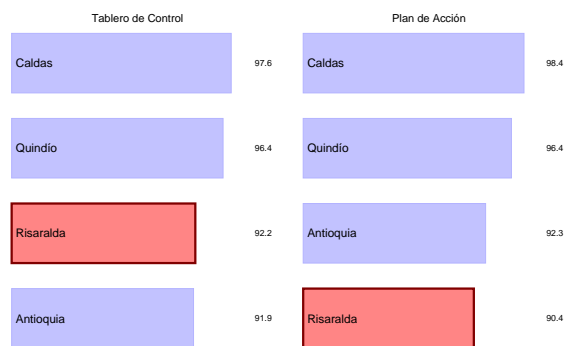 Tablero de Control
Caldas 97.6
Quindío 96.4
Risaralda 92.2
Antioquia 91.9
Plan de Acción
Caldas 98.4
Quindío 96.4
Antioquia 92.3
Risaralda 90.4